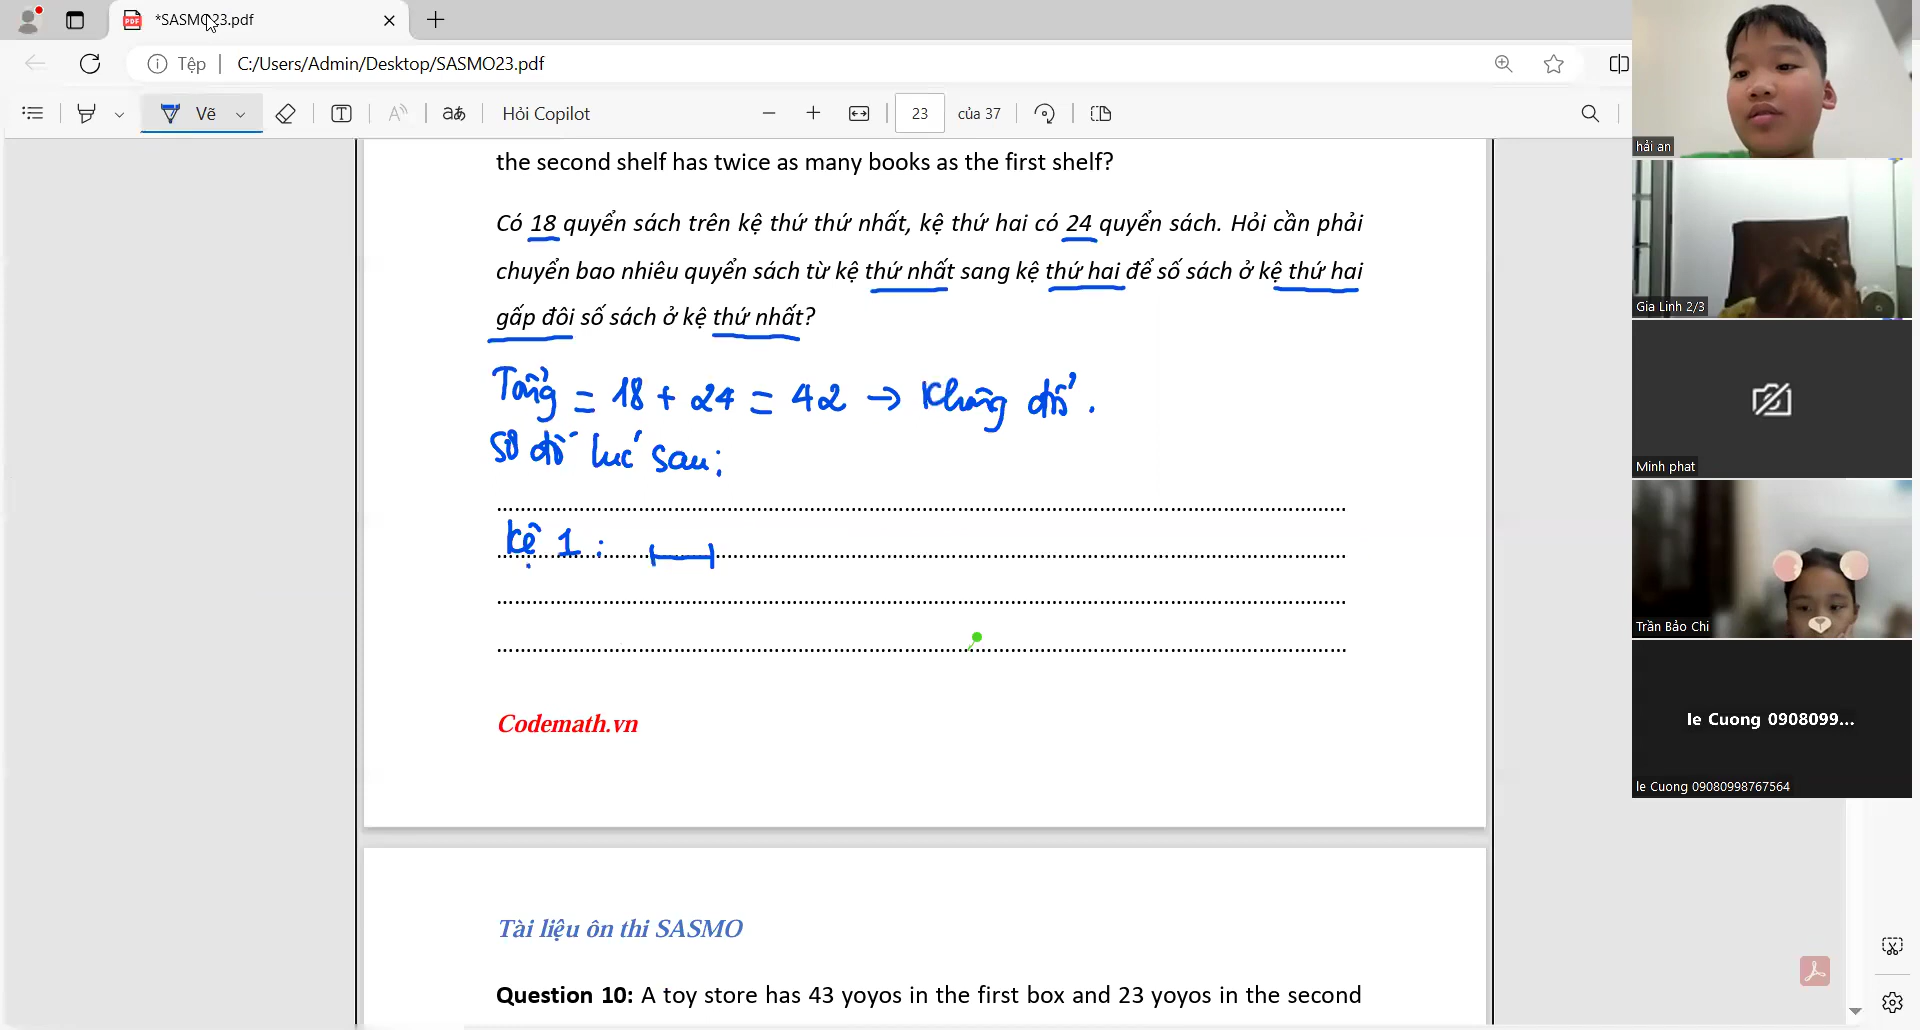 *SASMO23.pdf
Tệp
C:/Users/Admin/Desktop/SASMO23.pdf
Vẽ
T
A
aあ
Hỏi Copilot
23
của 37
the second shelf has twice as many books as the first shelf?
Có 18 quyển sách trên kệ thứ thứ nhất, kệ thứ hai có 24 quyển sách. Hỏi cần phải
chuyển bao nhiêu quyển sách từ kệ thứ nhất sang kệ thứ hai để số sách ở kệ thứ hai
gấp đôi số sách ở kệ thứ nhất?
Tổng = 18 + 24 = 42 → Không đổi.
Sơ đồ lúc sau:
Kệ 1:
Codemath.vn
Tài liệu ôn thi SASMO
Question 10: A toy store has 43 yoyos in the first box and 23 yoyos in the second
hải an
Gia Linh 2/3
Minh phat
Trần Bảo Chi
le Cuong 0908099...
le Cuong 09080998767564